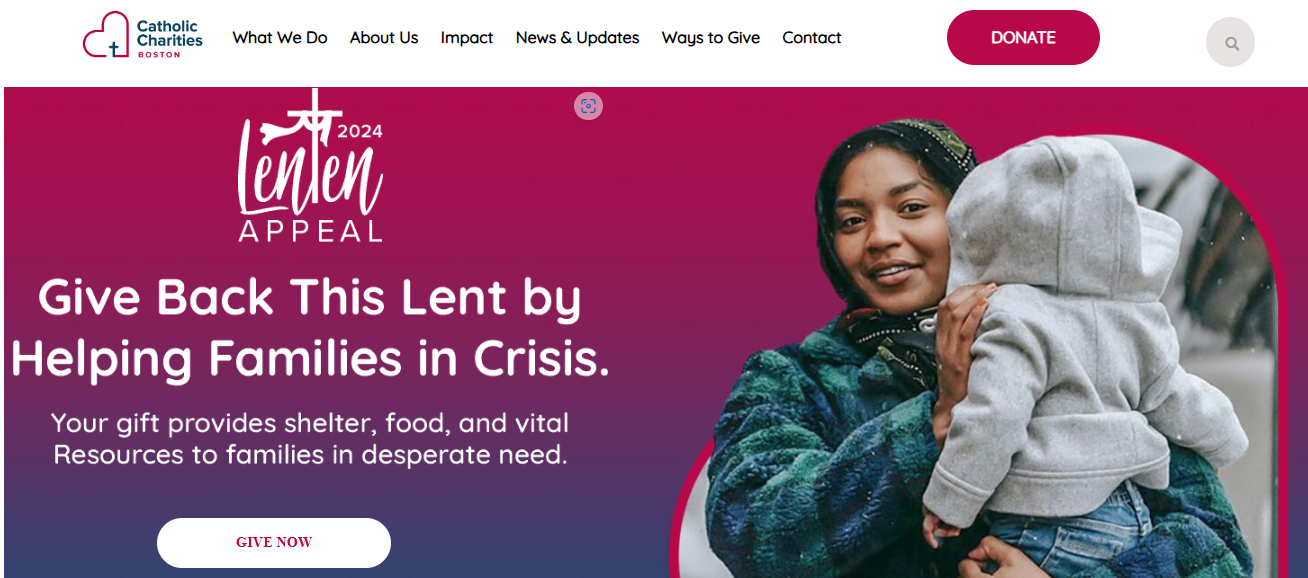 Catholic
Charities
BOSTON
What We Do
About Us
Impact
News & Updates
Ways to Give
Contact
DONATE
2024
Lenten
APPEAL
Give Back This Lent by
Helping Families in Crisis.
Your gift provides shelter, food, and vital
Resources to families in desperate need.
GIVE NOW